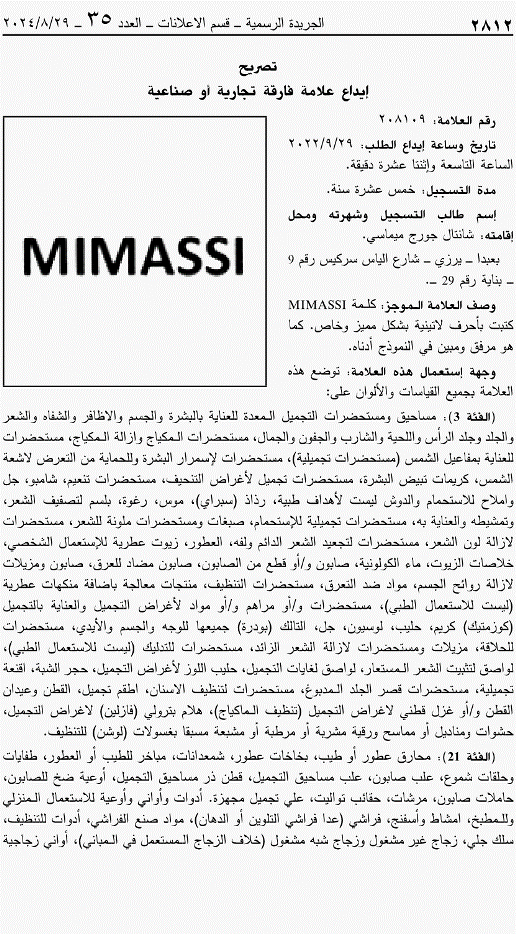 ٢٨١٢
الجريدة الرسمية ــ قسم الاعلانات ــ العدد ٣٥ ــ ٢٠٢٤/٨/٢٩
تصريح
إيداع علامة فارقة تجارية أو صناعية
رقم العلامة: ٢٠٨١٠٩
تاريخ وساعة إيداع الطلب: ٢٠٢٢/٩/٢٩
الساعة التاسعة وإثنتا عشرة دقيقة.
مدة التسجيل: خمس عشرة سنة.
إسم طالب التسجيل وشهرته ومحل
إقامته: شانتال جورج ميماسي.
بعبدا ــ يرزي ــ شارع الياس سركيس رقم 9
ــ بناية رقم 29 ــ.
وصف العلامة الموجز: كلمة MIMASSI
كتبت بأحرف لاتينية بشكل مميز وخاص. كما
هو مرفق ومبين في النموذج أدناه.
وجهة إستعمال هذه العلامة: توضع هذه
العلامة بجميع القياسات والألوان على:
MIMASSI
(الفئة 3): مساحيق ومستحضرات التجميل المعدة للعناية بالبشرة والجسم والاظافر والشفاه والشعر
والجلد وجلد الرأس واللحية والشارب والجفون والجمال، مستحضرات المكياج وازالة المكياج، مستحضرات
للعناية بمفاعيل الشمس (مستحضرات تجميلية)، مستحضرات لإسمرار البشرة وللحماية من التعرض لاشعة
الشمس، كريمات تبيض البشرة، مستحضرات تجميل لأغراض التنحيف، مستحضرات تنعيم، شامبو، جل
واملاح للاستحمام والدوش ليست لأهداف طبية، رذاذ (سبراي)، موس، رغوة، بلسم لتصفيف الشعر،
وتمشيطه والعناية به، مستحضرات تجميلية للإستحمام، صبغات ومستحضرات ملونة للشعر، مستحضرات
لازالة لون الشعر، مستحضرات لتجعيد الشعر الدائم ولفه، العطور، زيوت عطرية للإستعمال الشخصي،
خلاصات الزيوت، ماء الكولونية، صابون و/أو قطع من الصابون، صابون مضاد للعرق، صابون ومزيلات
لازالة روائح الجسم، مواد ضد التعرق، مستحضرات التنظيف، منتجات معالجة باضافة منكهات عطرية
(ليست للاستعمال الطبي)، مستحضرات و/أو مراهم و/أو مواد لأغراض التجميل والعناية بالتجميل
(كوزمتيك) كريم، حليب، لوسيون، جل، التالك (بودرة) جميعها للوجه والجسم والأيدي، مستحضرات
للحلاقة، مزيلات ومستحضرات لازالة الشعر الزائد، مستحضرات للتدليك (ليست للاستعمال الطبي)،
لواصق لتثبيت الشعر المستعار، لواصق لغايات التجميل، حليب اللوز لأغراض التجميل، حجر الشبة، اقنعة
تجميلية، مستحضرات قصر الجلد المدبوغ، مستحضرات لتنظيف الاسنان، اطقم تجميل، القطن وعيدان
القطن و/أو غزل قطني لاغراض التجميل (تنظيف الماكياج)، هلام بترولي (فازلين) لاغراض التجميل،
حشوات ومناديل أو مماسح ورقية مشربة أو مرطبة أو مشبعة مسبقا بغسولات (لوشن) للتنظيف.
(الفئة 21): محارق عطور أو طيب، بخاخات عطور، شمعدانات، مباخر للطيب أو العطور، طفايات
وحلقات شموع، علب صابون، علب مساحيق التجميل، قطن ذر مساحيق التجميل، أوعية ضخ للصابون،
حاملات صابون، مرشات، حقائب تواليت، علي تجميل مجهزة. أدوات وأواني وأوعية للاستعمال المنزلي
وللمطبخ، امشاط وأسفنج، فراشي (عدا فراشي التلوين أو الدهان)، مواد صنع الفراشي، أدوات للتنظيف،
سلك جلي، زجاج غير مشغول وزجاج شبه مشغول (خلاف الزجاج المستعمل في المباني)، أواني زجاجية